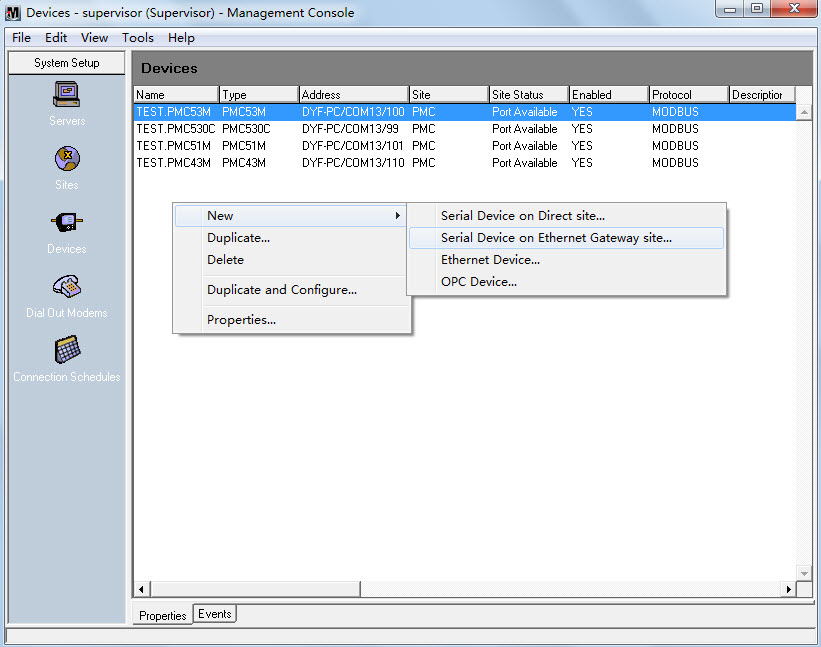 Devices - supervisor (Supervisor) - Management Console
File Edit View Tools Help
System Setup
Servers
Sites
Devices
Dial Out Modems
Connection Schedules
Devices
Name Type Address Site Site Status Enabled Protocol Description
TEST.PMC53M PMC53M DYF-PC/COM13/100 PMC Port Available YES MODBUS
TEST.PMC530C PMC530C DYF-PC/COM13/99 PMC Port Available YES MODBUS
TEST.PMC51M PMC51M DYF-PC/COM13/101 PMC Port Available YES MODBUS
TEST.PMC43M PMC43M DYF-PC/COM13/110 PMC Port Available YES MODBUS
New
Duplicate...
Delete
Duplicate and Configure...
Properties...
Serial Device on Direct site...
Serial Device on Ethernet Gateway site...
Ethernet Device...
OPC Device...
Properties Events